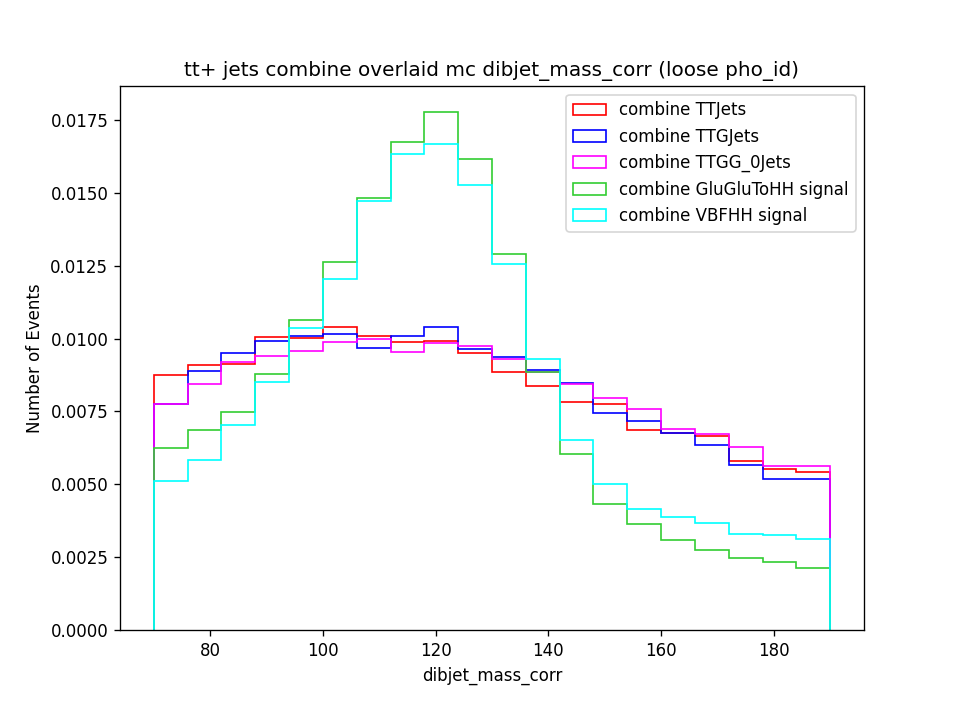 tt+ jets combine overlaid mc dibjet_mass_corr (loose pho_id)
combine TTJets
combine TTGJets
combine TTGG_0Jets
combine GluGluToHH signal
combine VBFHH signal
Number of Events
0.0175
0.0150
0.0125
0.0100
0.0075
0.0050
0.0025
0.0000
80 100 120 140 160 180
dibjet_mass_corr